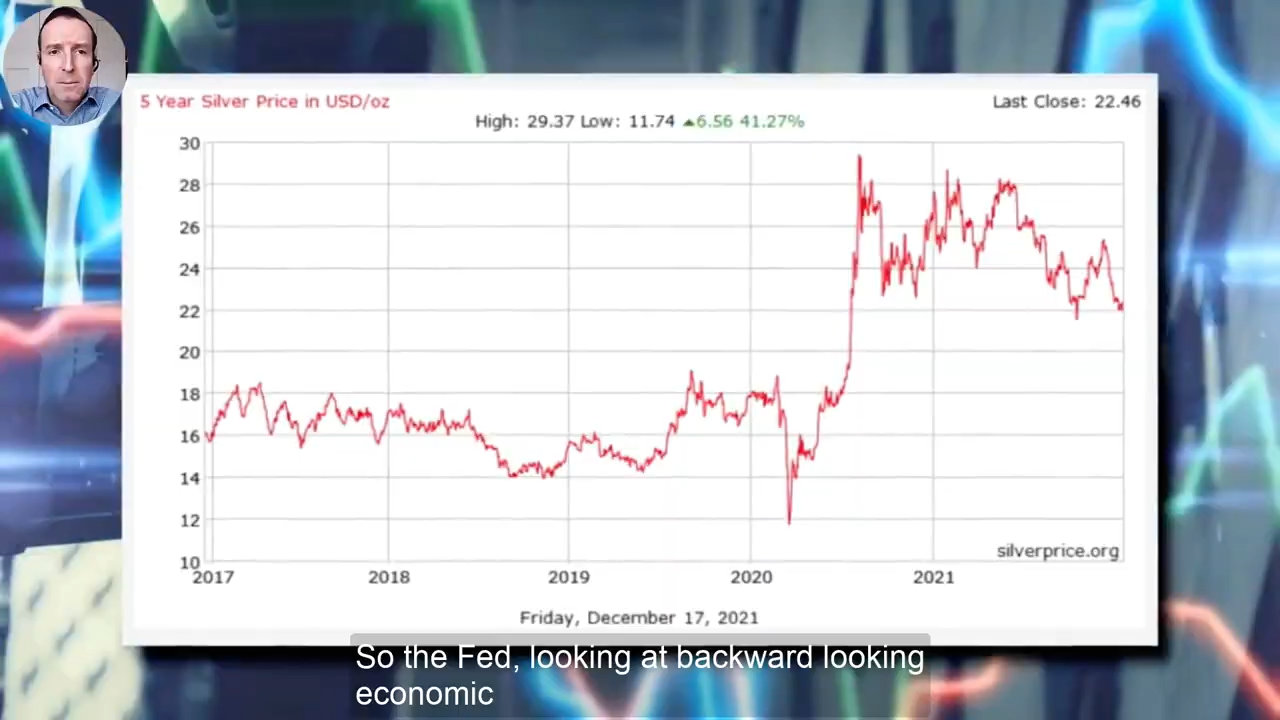 5 Year Silver Price in USD/oz
Last Close: 22.46
High: 29.37 Low: 11.74 ▲6.56 41.27%
30
28
26
24
22
20
18
16
14
12
10
silverprice.org
2017 2018 2019 2020 2021
Friday, December 17, 2021
So the Fed, looking at backward looking
economic